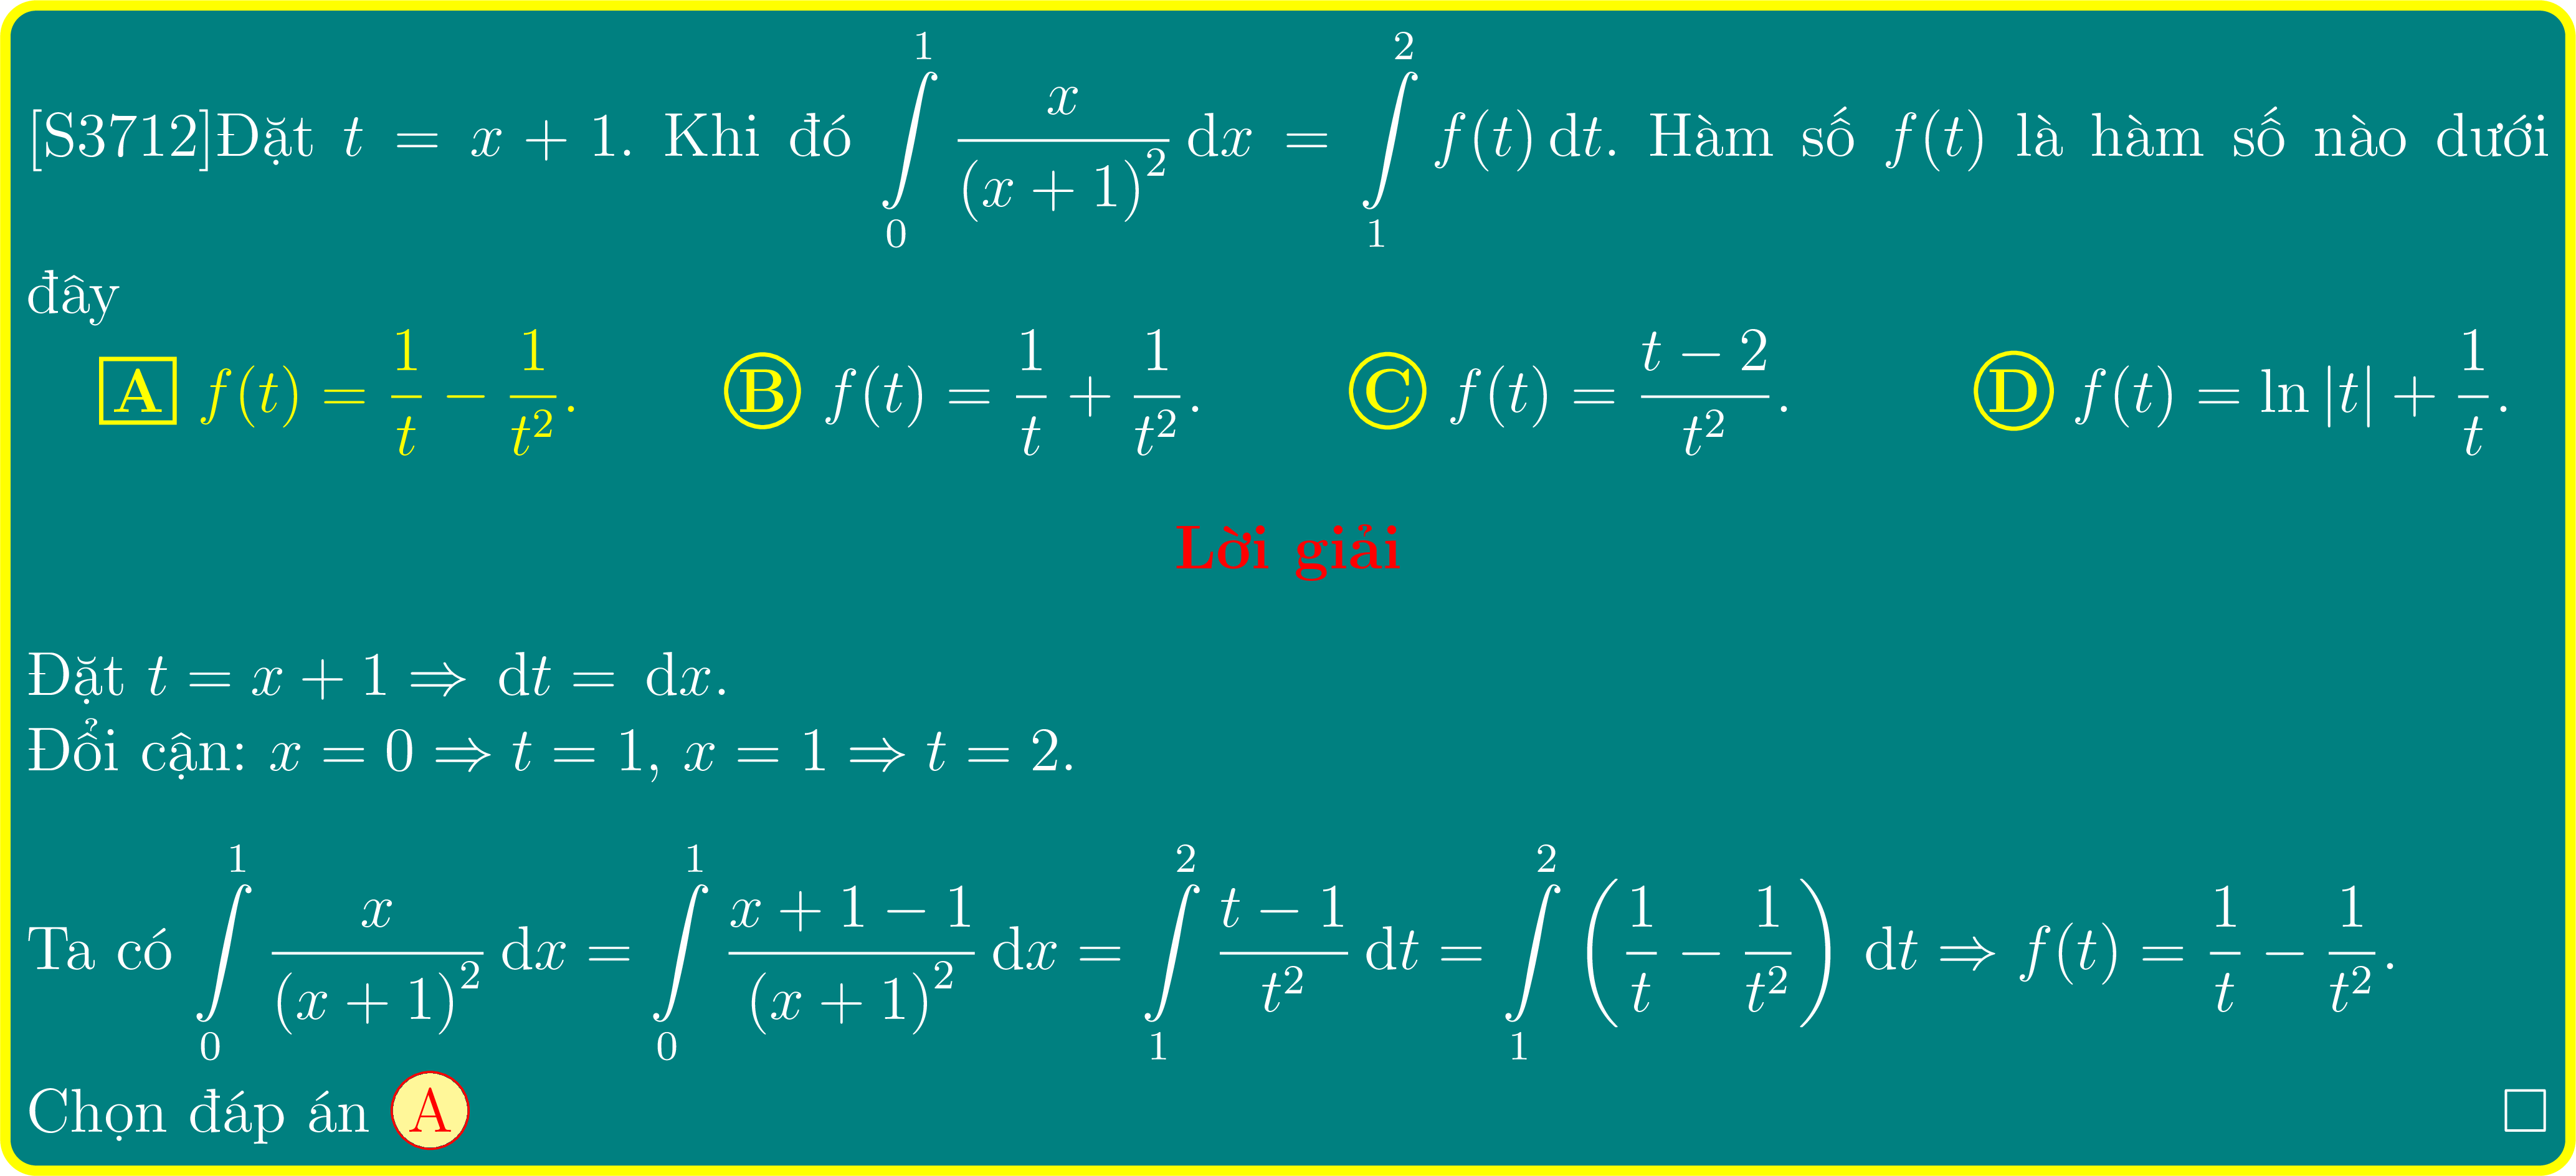 [S3712]Đặt $t = x + 1$. Khi đó $\int\limits_0^1 \frac{x}{(x+1)^2}\,\mathrm{d}x = \int\limits_1^2 f(t)\,\mathrm{d}t$. Hàm số $f(t)$ là hàm số nào dưới
đây
A $f(t) = \frac{1}{t} - \frac{1}{t^2}$. B $f(t) = \frac{1}{t} + \frac{1}{t^2}$. C $f(t) = \frac{t-2}{t^2}$. D $f(t) = \ln|t| + \frac{1}{t}$.
Lời giải
Đặt $t = x + 1 \Rightarrow \mathrm{d}t = \mathrm{d}x$.
Đổi cận: $x = 0 \Rightarrow t = 1$, $x = 1 \Rightarrow t = 2$.
Ta có $\int\limits_0^1 \frac{x}{(x+1)^2}\,\mathrm{d}x = \int\limits_0^1 \frac{x+1-1}{(x+1)^2}\,\mathrm{d}x = \int\limits_1^2 \frac{t-1}{t^2}\,\mathrm{d}t = \int\limits_1^2 \left(\frac{1}{t} - \frac{1}{t^2}\right)\,\mathrm{d}t \Rightarrow f(t) = \frac{1}{t} - \frac{1}{t^2}$.
Chọn đáp án A □